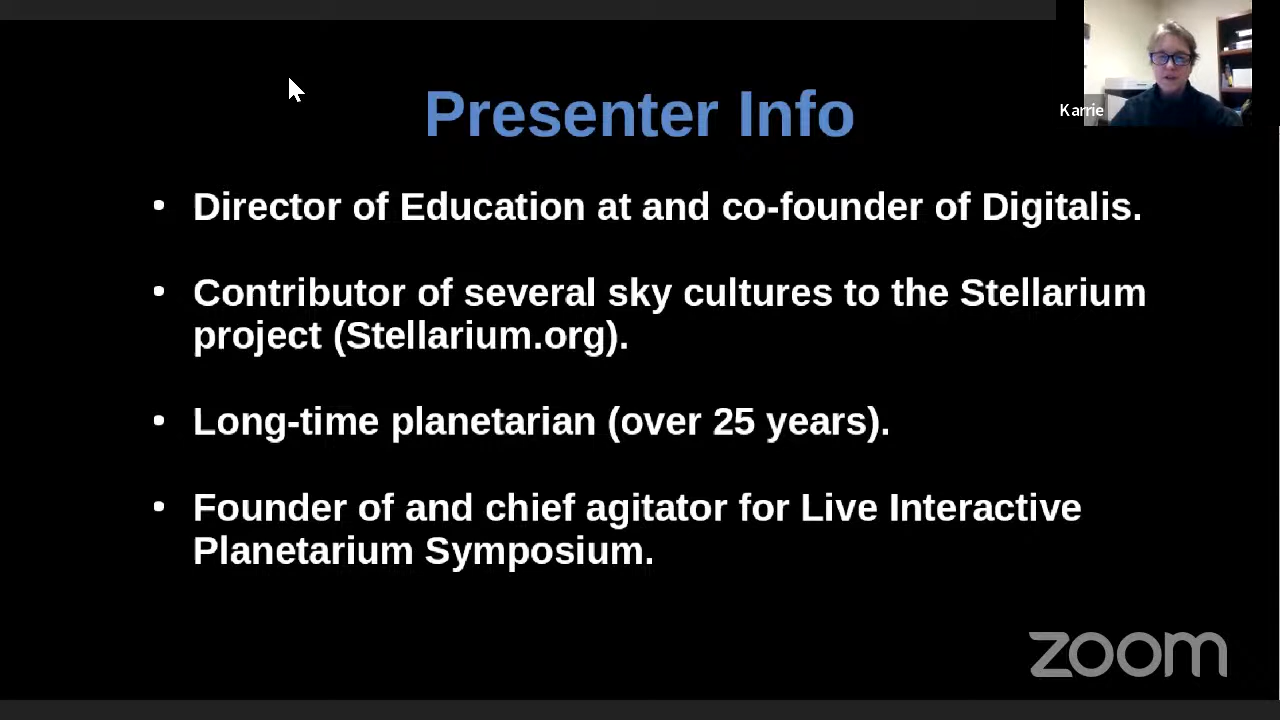 Presenter Info
Karrie
• Director of Education at and co-founder of Digitalis.
• Contributor of several sky cultures to the Stellarium
project (Stellarium.org).
• Long-time planetarian (over 25 years).
• Founder of and chief agitator for Live Interactive
Planetarium Symposium.
zoom